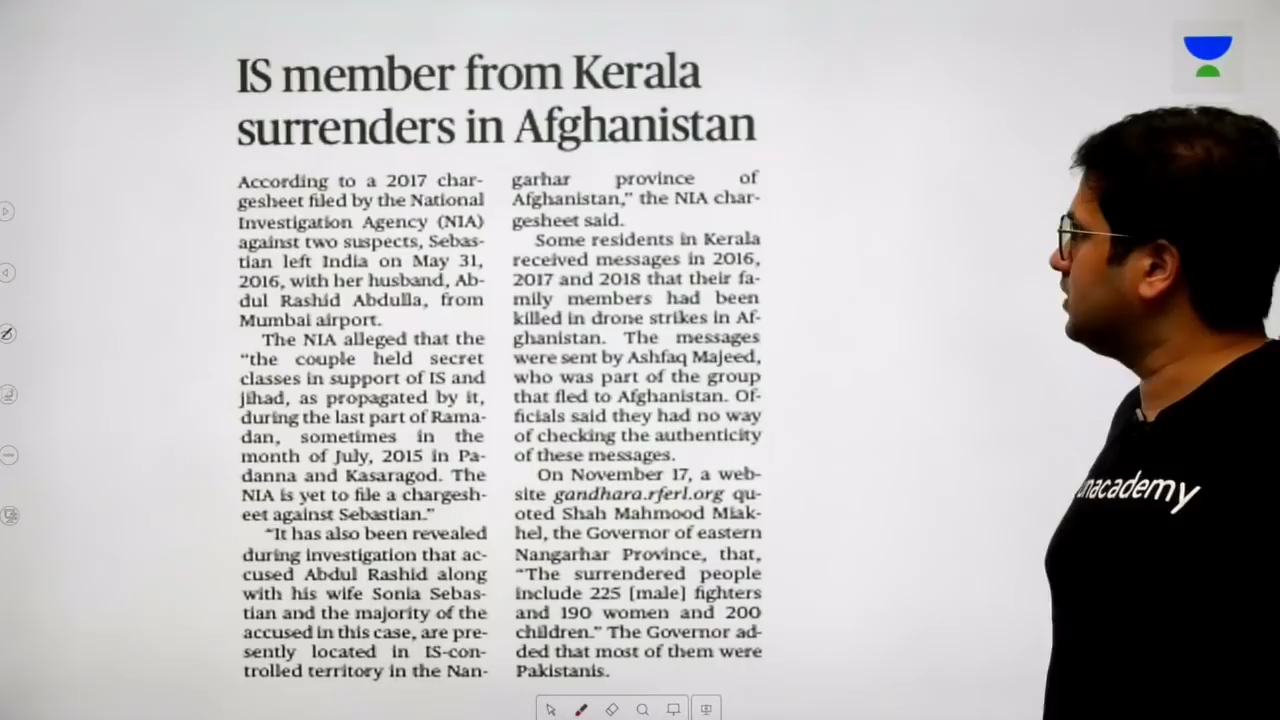 IS member from Kerala
surrenders in Afghanistan
According to a 2017 char-
gesheet filed by the National
Investigation Agency (NIA)
against two suspects, Sebas-
tian left India on May 31,
2016, with her husband, Ab-
dul Rashid Abdulla, from
Mumbai airport.
The NIA alleged that the
“the couple held secret
classes in support of IS and
jihad, as propagated by it,
during the last part of Rama-
dan, sometimes in the
month of July, 2015 in Pa-
danna and Kasaragod. The
NIA is yet to file a chargesh-
eet against Sebastian.”
“It has also been revealed
during investigation that ac-
cused Abdul Rashid along
with his wife Sonia Sebas-
tian and the majority of the
accused in this case, are pre-
sently located in IS-con-
trolled territory in the Nan-
garhar province of
Afghanistan,” the NIA char-
gesheet said.
Some residents in Kerala
received messages in 2016,
2017 and 2018 that their fa-
mily members had been
killed in drone strikes in Af-
ghanistan. The messages
were sent by Ashfaq Majeed,
who was part of the group
that fled to Afghanistan. Of-
ficials said they had no way
of checking the authenticity
of these messages.
On November 17, a web-
site gandhara.rferl.org qu-
oted Shah Mahmood Miak-
hel, the Governor of eastern
Nangarhar Province, that,
“The surrendered people
include 225 [male] fighters
and 190 women and 200
children.” The Governor ad-
ded that most of them were
Pakistanis.
unacademy